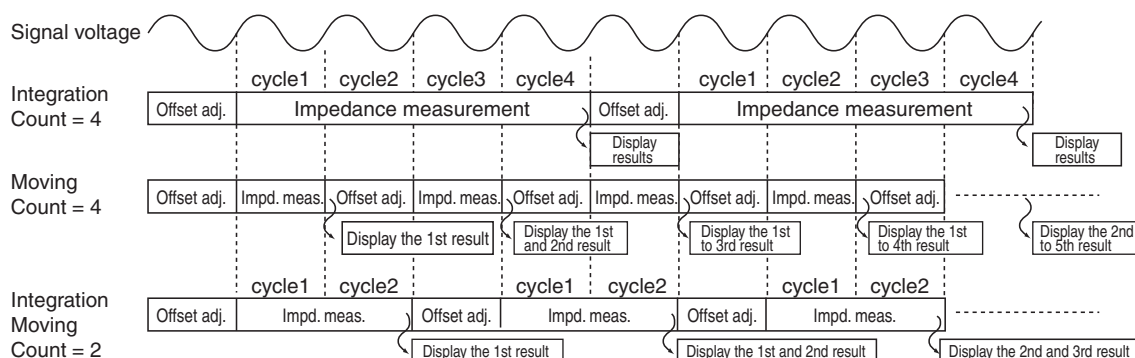 Signal voltage
cycle1 cycle2 cycle3 cycle4 cycle1 cycle2 cycle3 cycle4
Integration
Count = 4
Offset adj. Impedance measurement Offset adj. Impedance measurement
Display
results
Display
results
Moving
Count = 4
Offset adj. Impd. meas. Offset adj. Impd. meas. Offset adj. Impd. meas. Offset adj. Impd. meas. Offset adj.
Display the 1st result
Display the 1st
and 2nd result
Display the 1st
to 3rd result
Display the 1st
to 4th result
Display the 2nd
to 5th result
cycle1 cycle2 cycle1 cycle2 cycle1 cycle2
Integration
Moving
Count = 2
Offset adj. Impd. meas. Offset adj. Impd. meas. Offset adj. Impd. meas.
Display the 1st result
Display the 1st and 2nd result
Display the 2nd and 3rd result